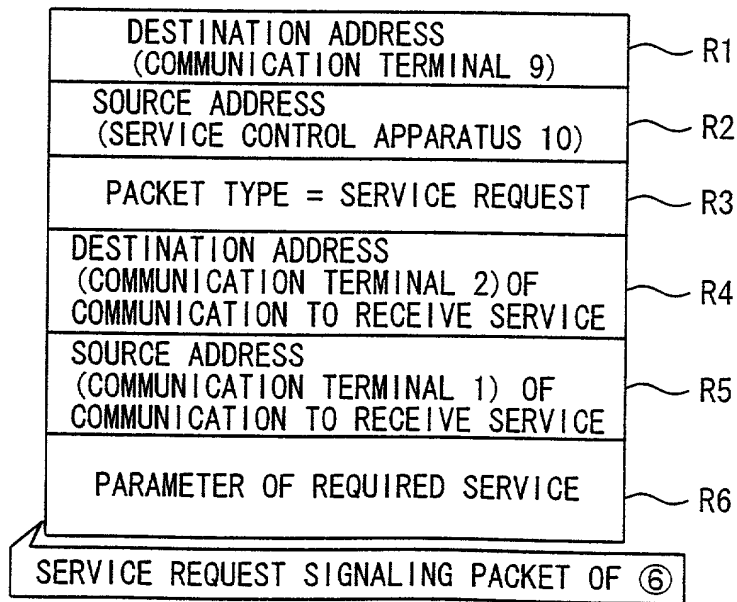 DESTINATION ADDRESS
(COMMUNICATION TERMINAL 9)
R1
SOURCE ADDRESS
(SERVICE CONTROL APPARATUS 10)
R2
PACKET TYPE = SERVICE REQUEST
R3
DESTINATION ADDRESS
(COMMUNICATION TERMINAL 2) OF
COMMUNICATION TO RECEIVE SERVICE
R4
SOURCE ADDRESS
(COMMUNICATION TERMINAL 1) OF
COMMUNICATION TO RECEIVE SERVICE
R5
PARAMETER OF REQUIRED SERVICE
R6
SERVICE REQUEST SIGNALING PACKET OF ⑥